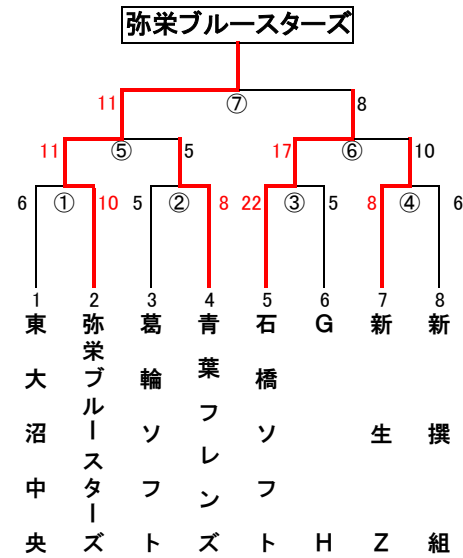 弥栄ブルースターズ
11 ⑦ 8
11 ⑤ 5 17 ⑥ 10
6 ① 10 5 ② 8 22 ③ 5 8 ④ 6
1 2 3 4 5 6 7 8
東大沼中央
弥栄ブルースターズ
葛輪ソフト
青葉フレンズ
石橋ソフト
GH
新生Z
新撰組